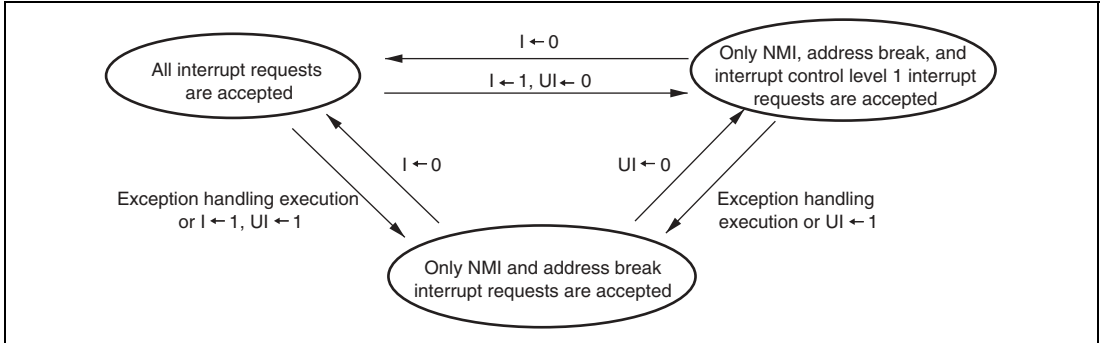 I ← 0
All interrupt requests
are accepted
I ← 1, UI ← 0
Only NMI, address break, and
interrupt control level 1 interrupt
requests are accepted
I ← 0
UI ← 0
Exception handling execution
or I ← 1, UI ← 1
Exception handling
execution or UI ← 1
Only NMI and address break
interrupt requests are accepted